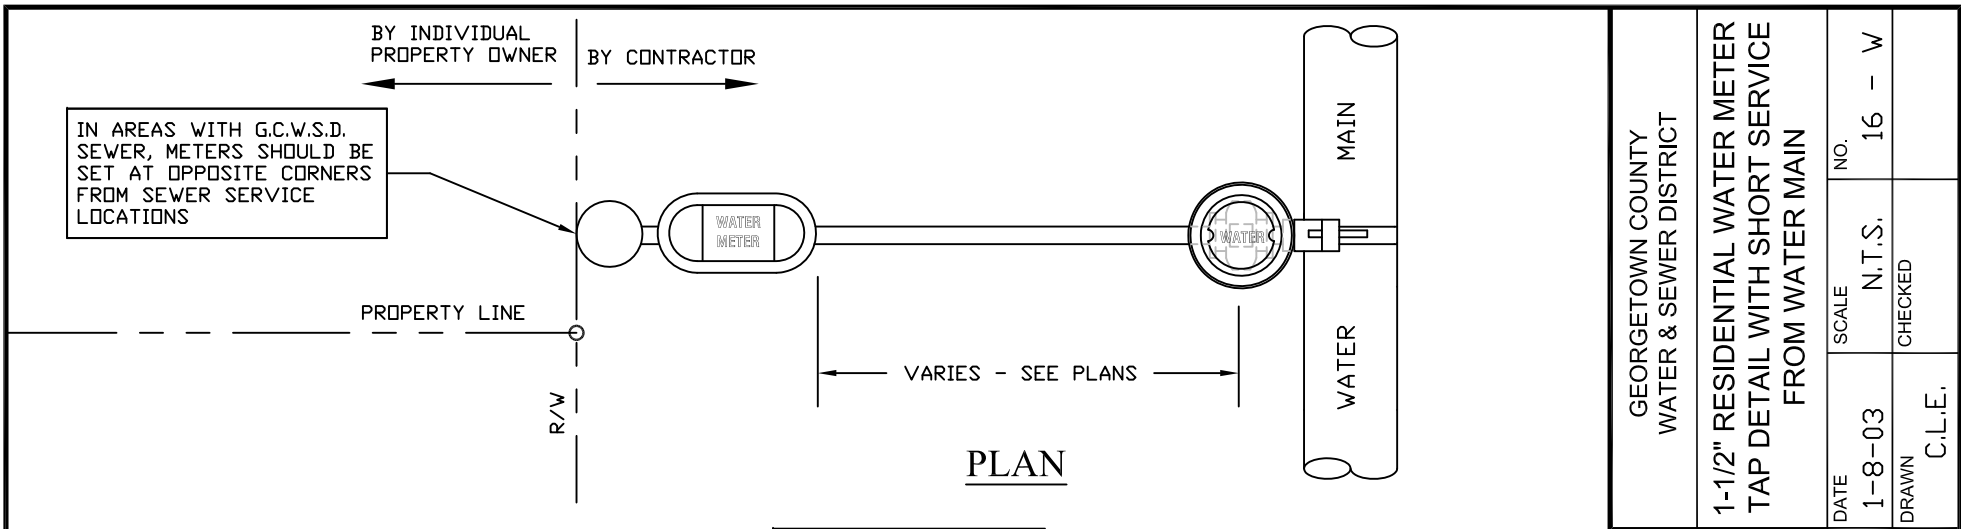 BY INDIVIDUAL
PROPERTY OWNER
BY CONTRACTOR
IN AREAS WITH G.C.W.S.D.
SEWER, METERS SHOULD BE
SET AT OPPOSITE CORNERS
FROM SEWER SERVICE
LOCATIONS
WATER
METER
WATER
MAIN
WATER
PROPERTY LINE
R/W
VARIES - SEE PLANS
PLAN
GEORGETOWN COUNTY
WATER & SEWER DISTRICT
1-1/2" RESIDENTIAL WATER METER
TAP DETAIL WITH SHORT SERVICE
FROM WATER MAIN
DATE
1-8-03
SCALE
N.T.S.
NO.
16 - W
DRAWN
C.L.E.
CHECKED